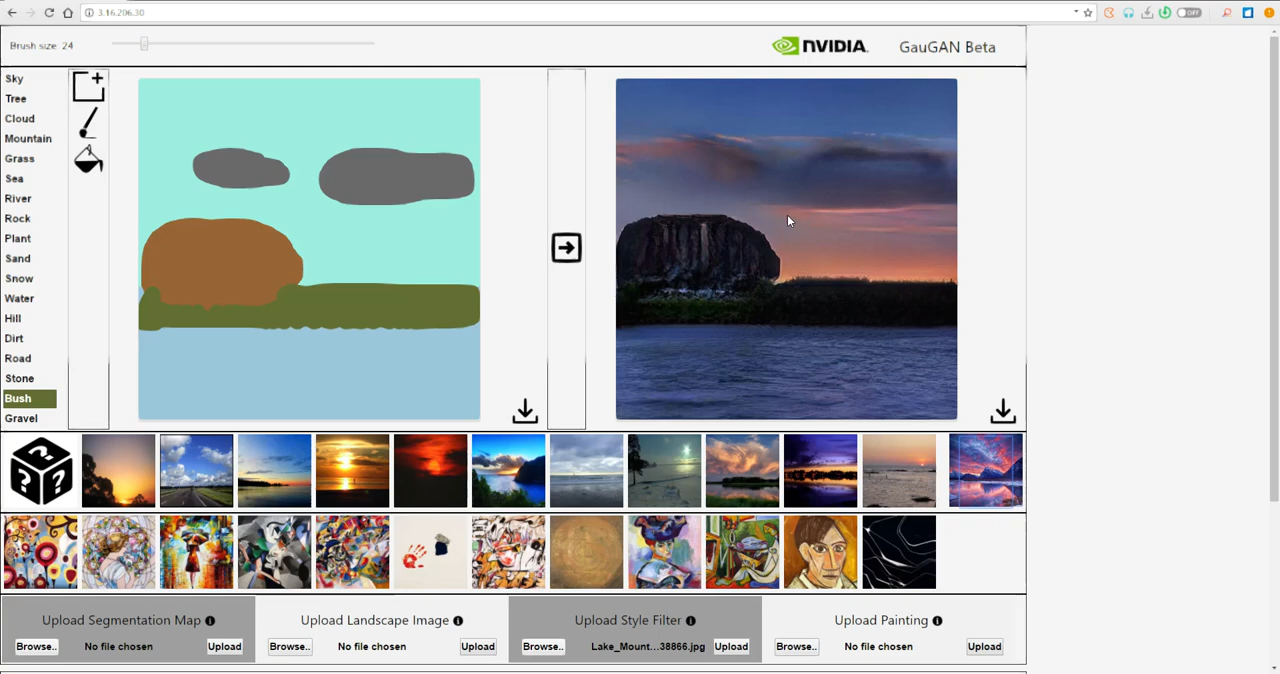 3.16.206.30
OFF
Brush size: 24
NVIDIA.
GauGAN Beta
Sky
Tree
Cloud
Mountain
Grass
Sea
River
Rock
Plant
Sand
Snow
Water
Hill
Dirt
Road
Stone
Bush
Gravel
Upload Segmentation Map
Upload Landscape Image
Upload Style Filter
Upload Painting
Browse.. No file chosen Upload
Browse.. No file chosen Upload
Browse.. Lake_Mount...38866.jpg Upload
Browse.. No file chosen Upload